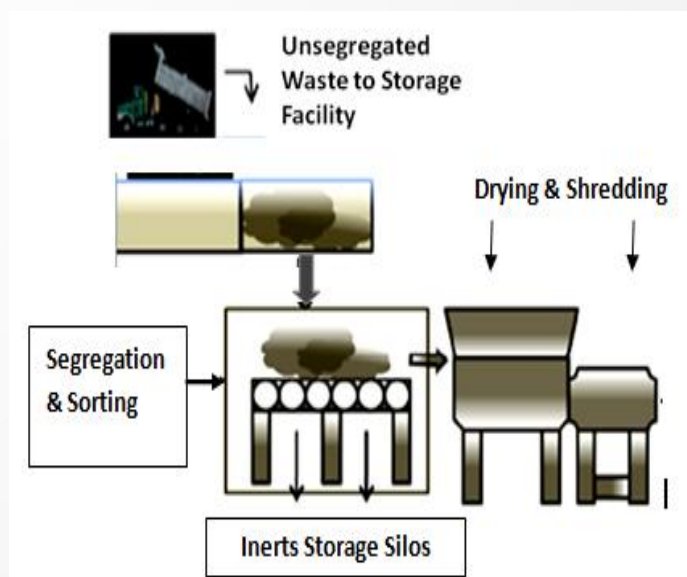 Unsegregated
Waste to Storage
Facility
Drying & Shredding
Segregation
& Sorting
Inerts Storage Silos